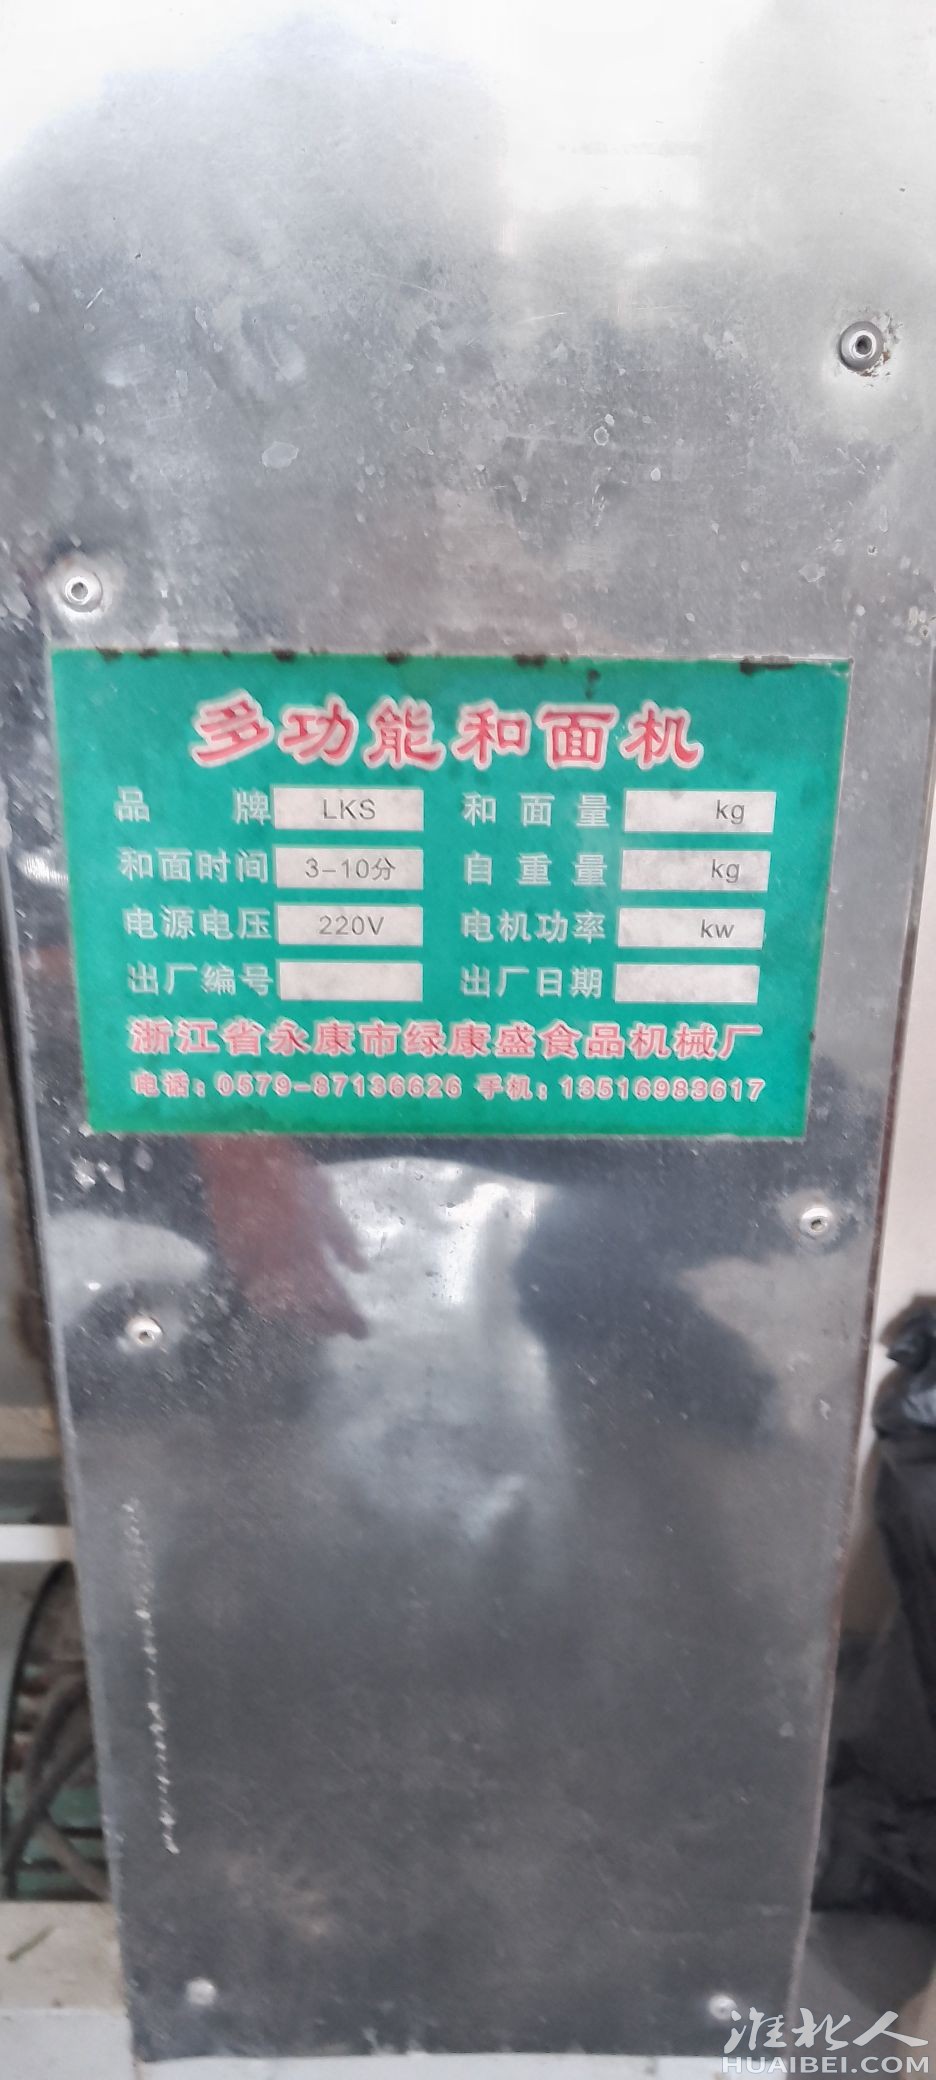 多功能和面机
品牌 LKS 和面量 kg
和面时间 3-10分 自重量 kg
电源电压 220V 电机功率 kw
出厂编号 出厂日期
浙江省永康市绿康盛食品机械厂
电话：0579-87136626 手机：13516983617
淮北人
HUAIBEI.COM